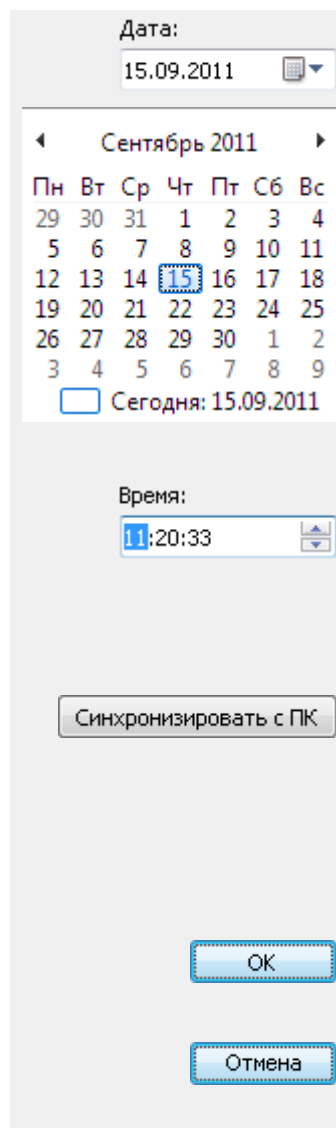 Дата:
15.09.2011
Сентябрь 2011
Пн Вт Ср Чт Пт Сб Вс
29 30 31 1 2 3 4
5 6 7 8 9 10 11
12 13 14 15 16 17 18
19 20 21 22 23 24 25
26 27 28 29 30 1 2
3 4 5 6 7 8 9
Сегодня: 15.09.2011
Время:
11:20:33
Синхронизировать с ПК
OK
Отмена